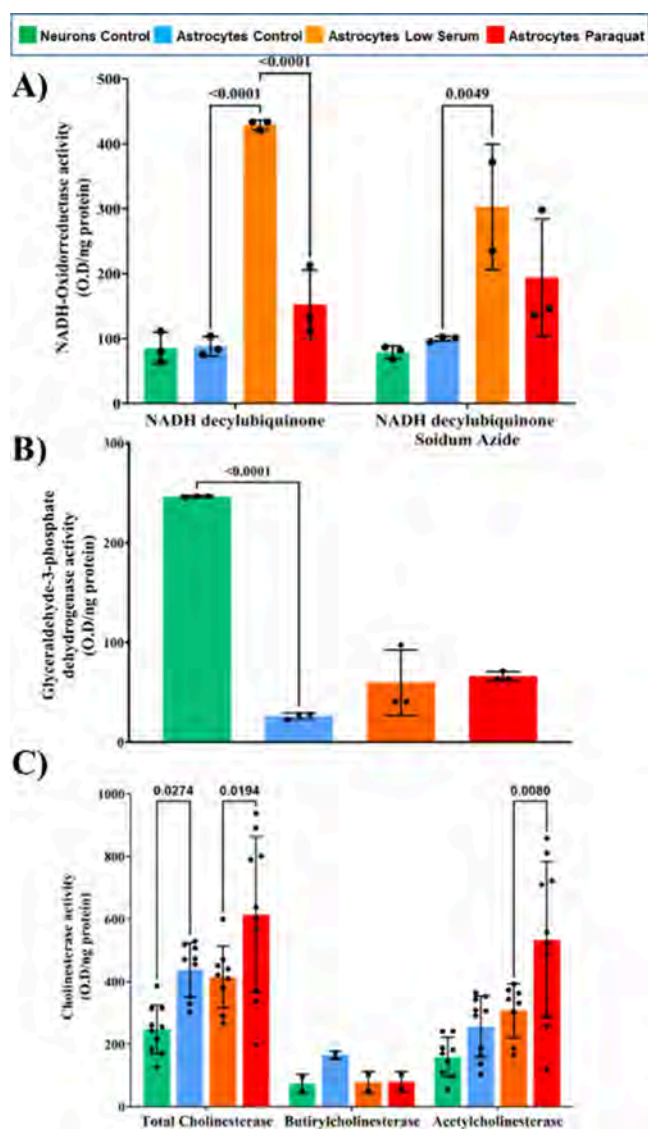 Neurons Control Astrocytes Control Astrocytes Low Serum Astrocytes Paraquat
A)
<0.0001
<0.0001
0.0049
NADH-Oxidorreductase activity
(O.D/ng protein)
500
400
300
200
100
0
NADH decylubiquinone
NADH decylubiquinone
Soidum Azide
B)
<0.0001
Glyceraldehyde-3-phosphate
dehydrogenase activity
(O.D/ng protein)
300
200
100
0
C)
0.0274
0.0194
0.0080
Cholinesterase activity
(O.D/ng protein)
1000
800
600
400
200
0
Total Cholinesterase
Butirylcholinesterase
Acetylcholinesterase